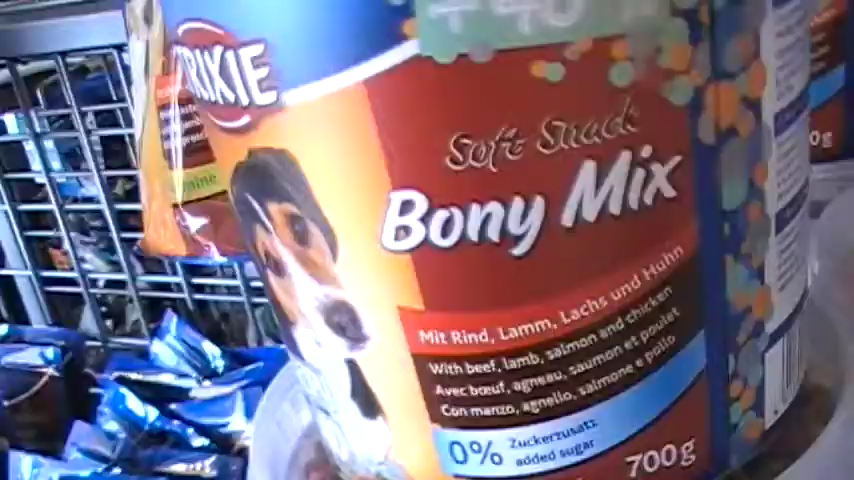 TRIXIE
Soft Snack
Bony Mix
Mit Rind, Lamm, Lachs und Huhn
With beef, lamb, salmon and chicken
Avec bœuf, agneau, saumon et poulet
Con manzo, agnello, salmone e pollo
0% Zuckerzusatz
added sugar
700g